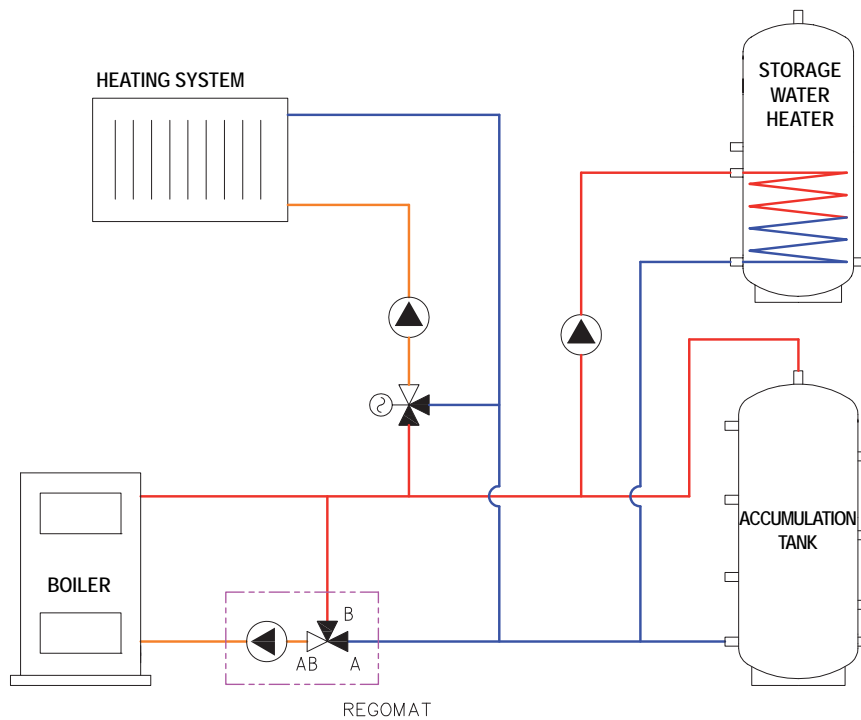 HEATING SYSTEM
STORAGE
WATER
HEATER
ACCUMULATION
TANK
BOILER
B
AB
A
REGOMAT